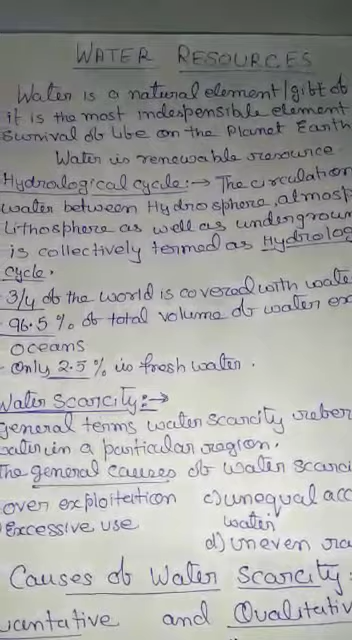 WATER RESOURCES
Water is a natural element/gift of
it is the most indespensible element
Survival of life on the Planet Earth
Water is renewable resource
Hydrological cycle:→ The circulation
water between Hydrosphere, atmosp
Lithosphere as well as undergroun
is collectively termed as Hydrolog
cycle.
3/4 of the world is covered with wate
96.5% of total volume of water ex
oceans
Only 2.5% is fresh water.
Water Scarcity:→
general terms water scarcity refer
water in a particular region.
The general causes of water scarci
over exploitation c) unequal acc
Excessive use water
d) uneven ra
Causes of Water Scarcity:
uantative and Qualitativ